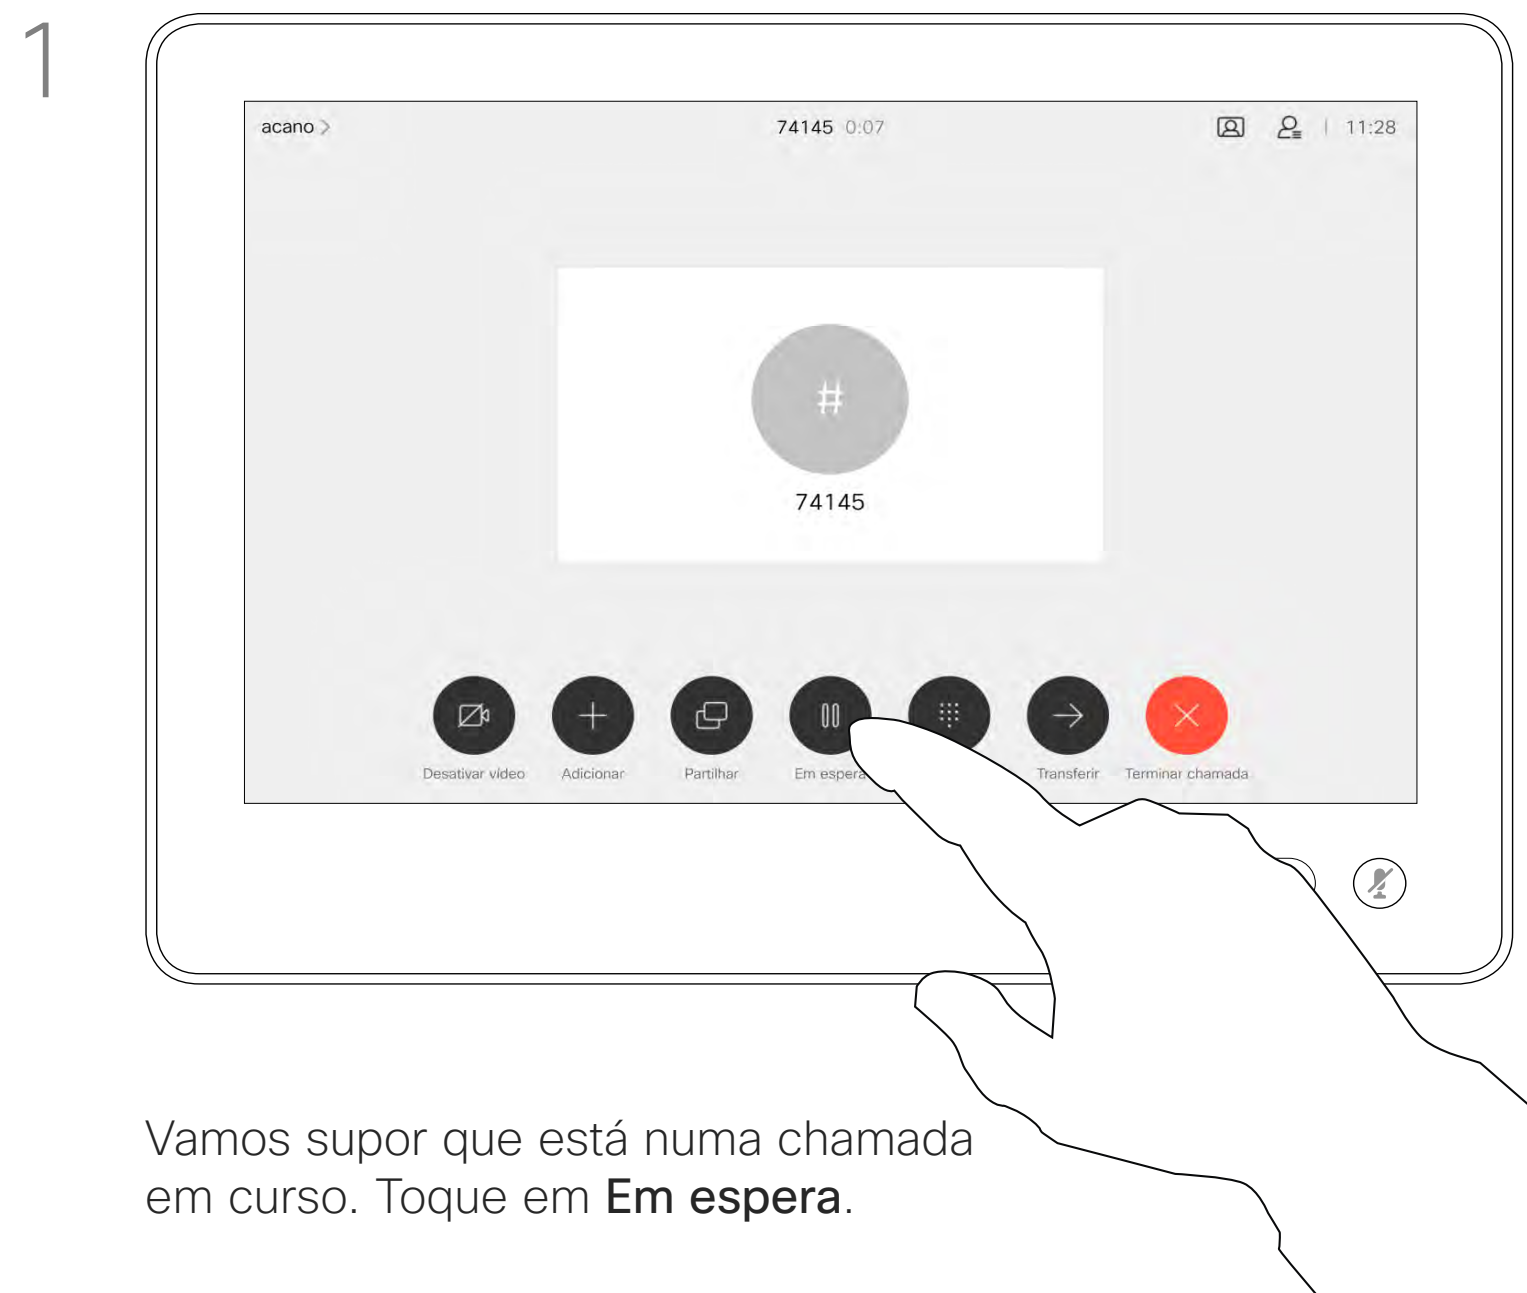 1
acano >
74145 0:07
11:28
#
74145
Desativar vídeo
Adicionar
Partilhar
Em espera
Transferir
Terminar chamada
Vamos supor que está numa chamada
em curso. Toque em Em espera.